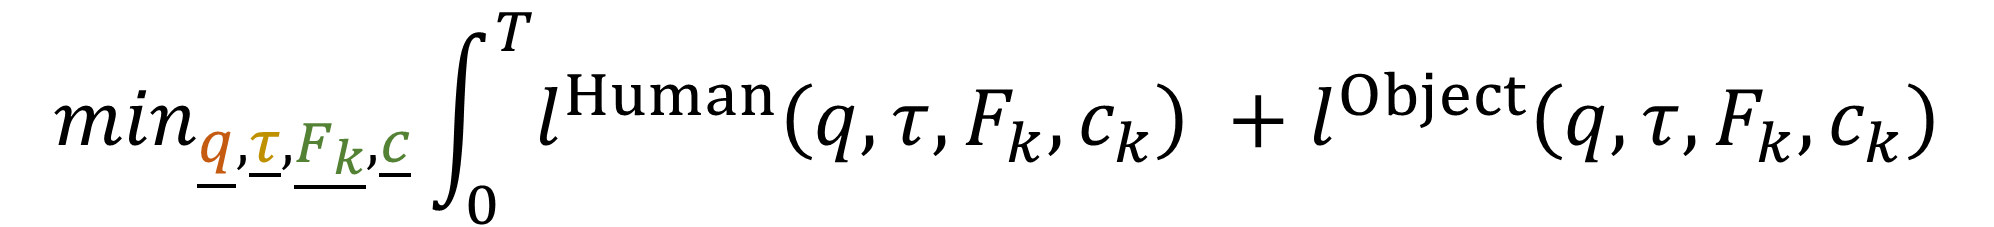 min_{q,τ,F_k,c} ∫_0^T l^{Human}(q, τ, F_k, c_k) + l^{Object}(q, τ, F_k, c_k)